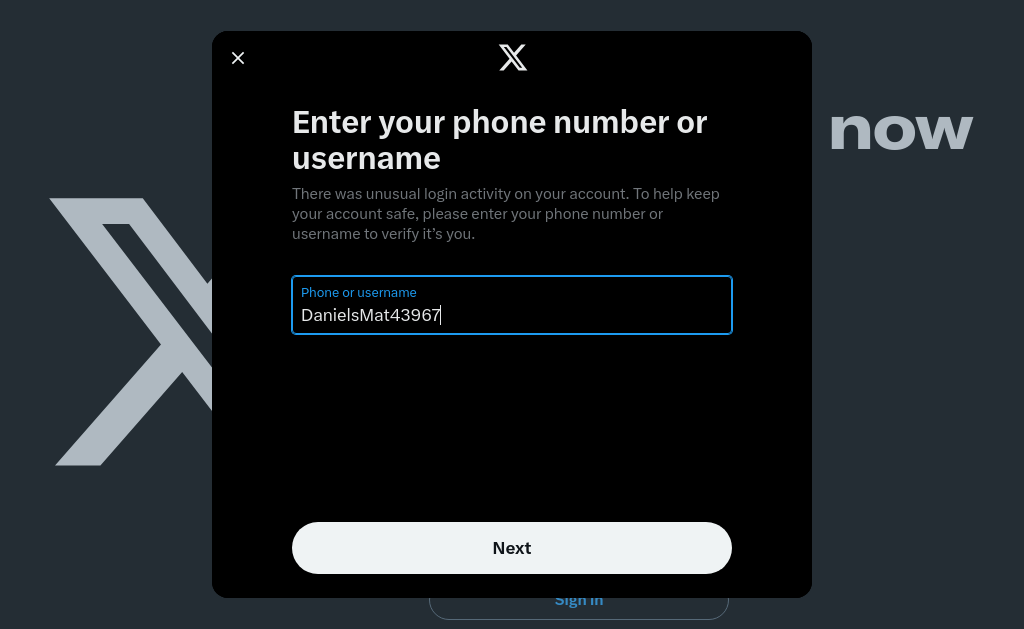 now
Enter your phone number or
username
There was unusual login activity on your account. To help keep
your account safe, please enter your phone number or
username to verify it’s you.
Phone or username
DanielsMat43967
Next
Sign in